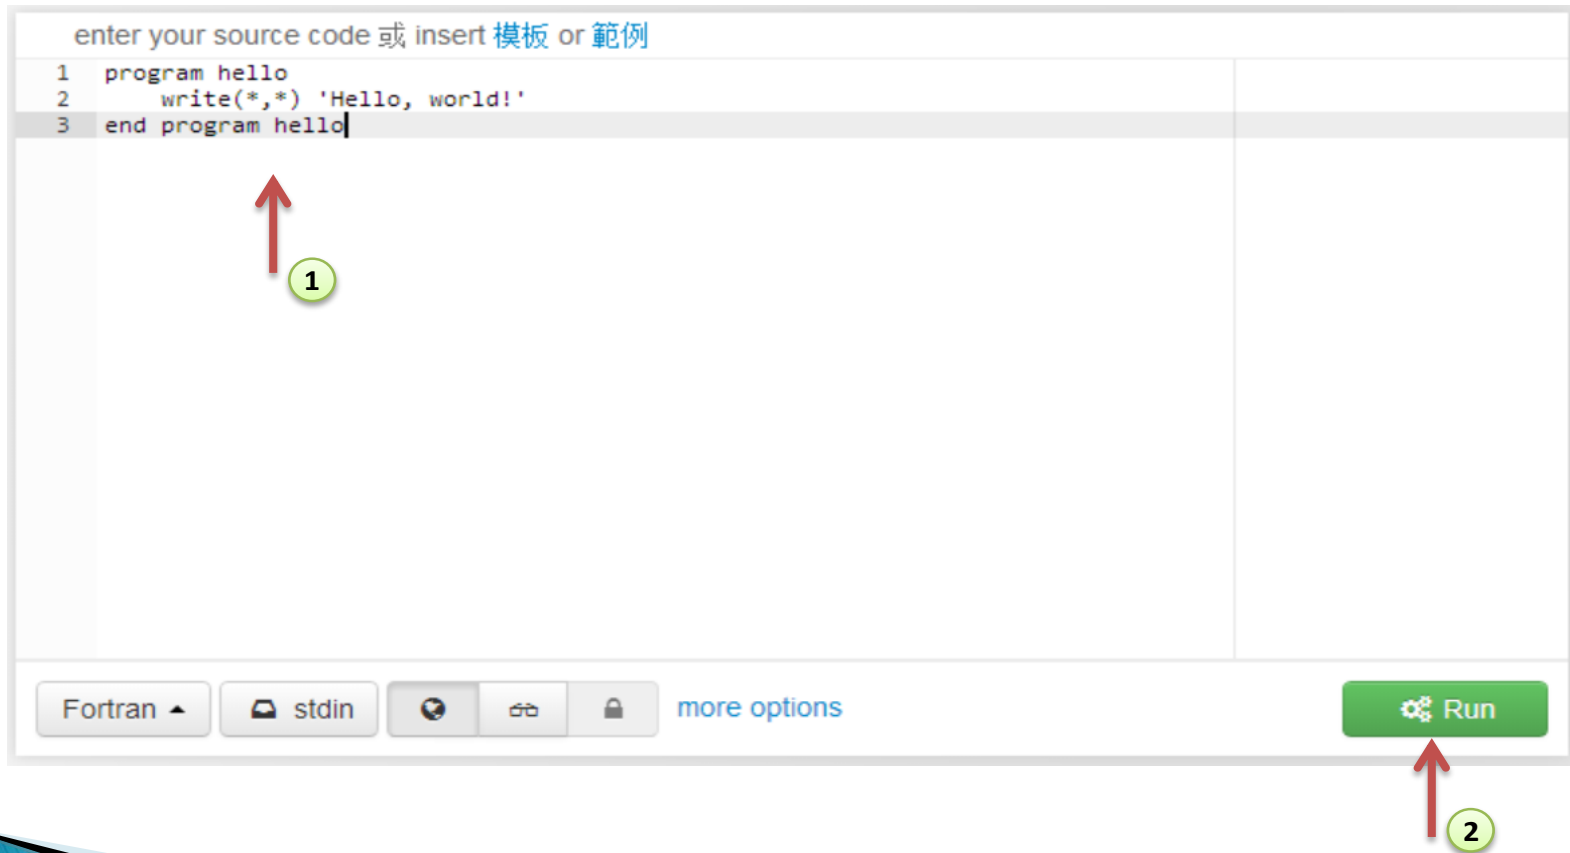 enter your source code 或 insert 模板 or 範例
1 program hello
2     write(*,*) 'Hello, world!'
3 end program hello
1
Fortran stdin more options Run
2